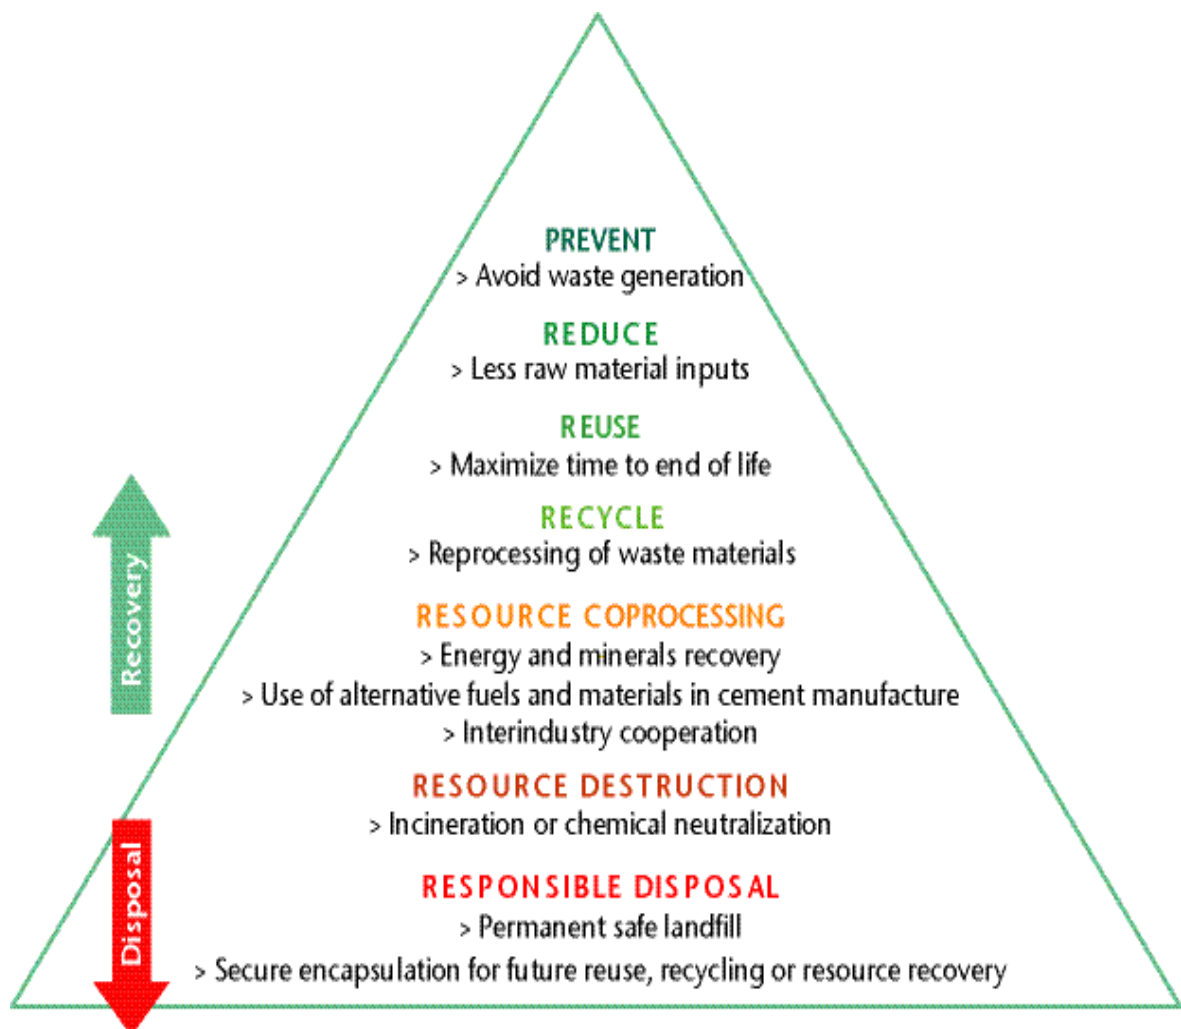 PREVENT
> Avoid waste generation
REDUCE
> Less raw material inputs
REUSE
> Maximize time to end of life
RECYCLE
> Reprocessing of waste materials
RESOURCE COPROCESSING
> Energy and minerals recovery
> Use of alternative fuels and materials in cement manufacture
> Interindustry cooperation
RESOURCE DESTRUCTION
> Incineration or chemical neutralization
RESPONSIBLE DISPOSAL
> Permanent safe landfill
> Secure encapsulation for future reuse, recycling or resource recovery
Recovery
Disposal